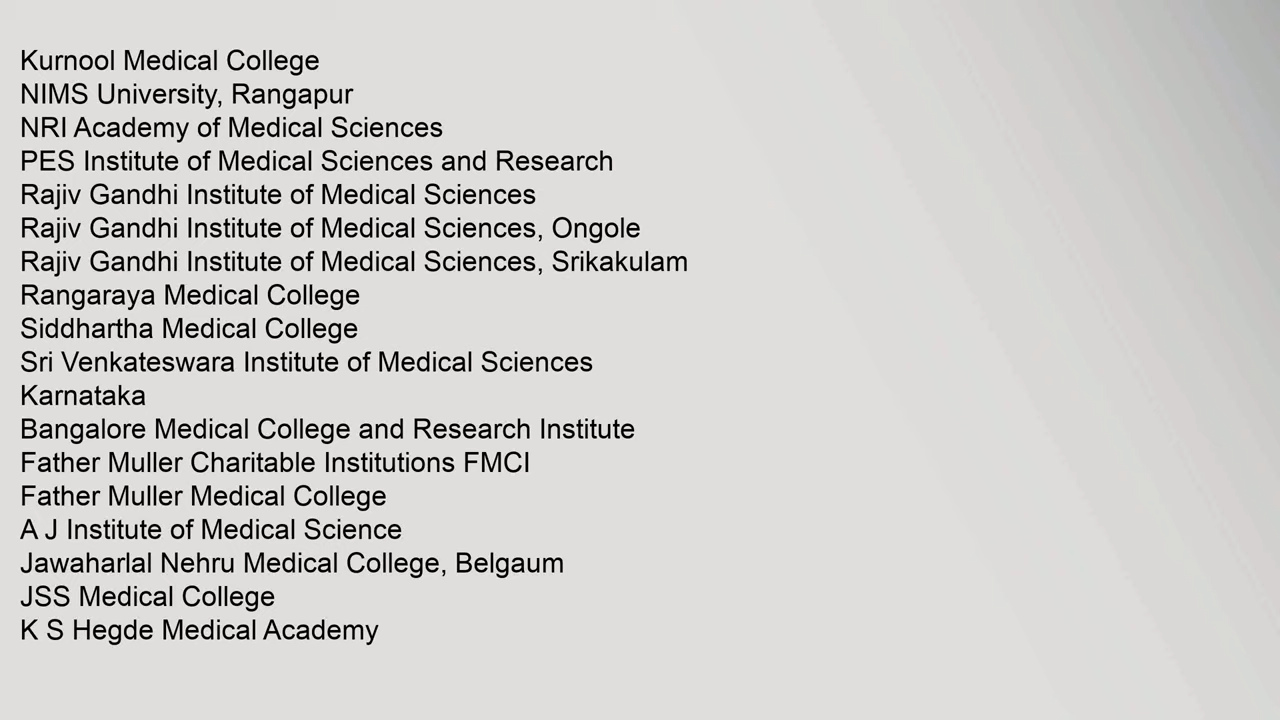 Kurnool Medical College
NIMS University, Rangapur
NRI Academy of Medical Sciences
PES Institute of Medical Sciences and Research
Rajiv Gandhi Institute of Medical Sciences
Rajiv Gandhi Institute of Medical Sciences, Ongole
Rajiv Gandhi Institute of Medical Sciences, Srikakulam
Rangaraya Medical College
Siddhartha Medical College
Sri Venkateswara Institute of Medical Sciences
Karnataka
Bangalore Medical College and Research Institute
Father Muller Charitable Institutions FMCI
Father Muller Medical College
A J Institute of Medical Science
Jawaharlal Nehru Medical College, Belgaum
JSS Medical College
K S Hegde Medical Academy